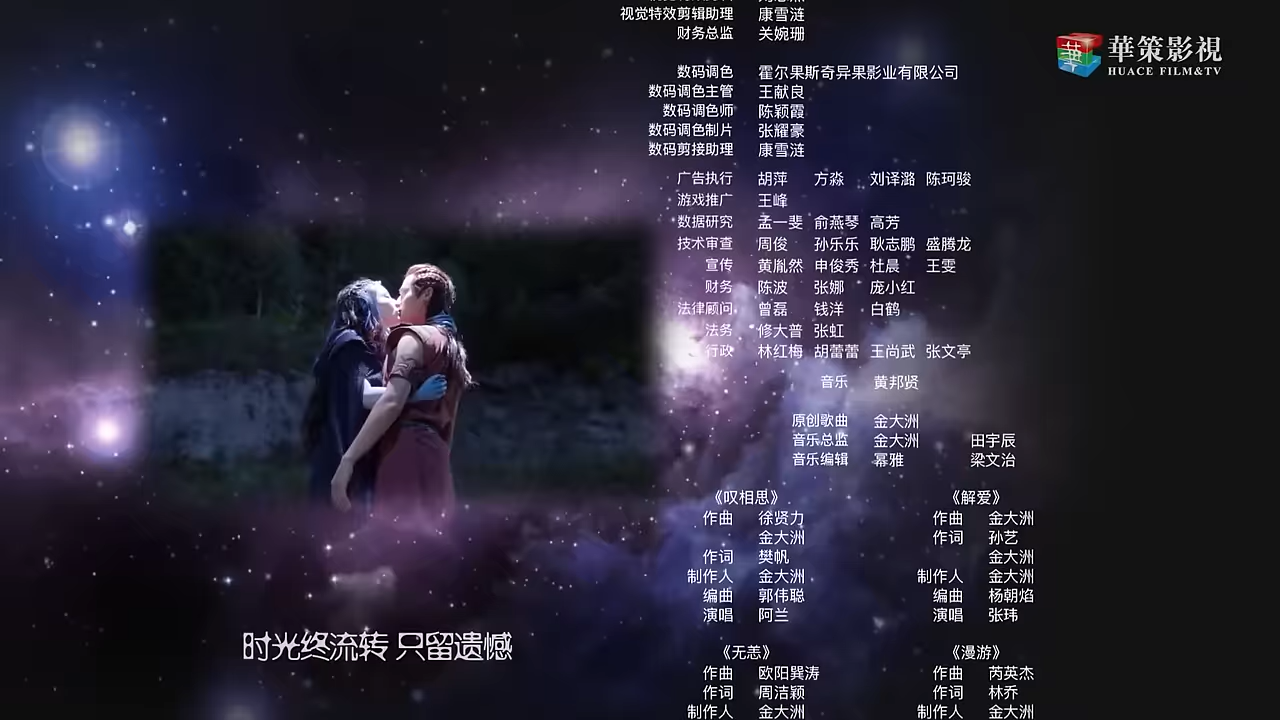 视觉特效剪辑助理 康雪涟
财务总监 关婉珊
華策影視
HUACE FILM&TV
数码调色 霍尔果斯奇异果影业有限公司
数码调色主管 王献良
数码调色师 陈颖霞
数码调色制片 张耀豪
数码剪接助理 康雪涟
广告执行 胡萍 方淼 刘译潞 陈珂骏
游戏推广 王峰
数据研究 孟一斐 俞燕琴 高芳
技术审查 周俊 孙乐乐 耿志鹏 盛腾龙
宣传 黄胤然 申俊秀 杜晨 王雯
财务 陈波 张娜 庞小红
法律顾问 曾磊 钱洋 白鹤
法务 修大普 张虹
行政 林红梅 胡蕾蕾 王尚武 张文亭
音乐 黄邦贤
原创歌曲 金大洲
音乐总监 金大洲 田宇辰
音乐编辑 幂雅 梁文治
《叹相思》 《解爱》
作曲 徐贤力 作曲 金大洲
金大洲 作词 孙艺
作词 樊帆 金大洲
制作人 金大洲 制作人 金大洲
编曲 郭伟聪 编曲 杨朝焰
演唱 阿兰 演唱 张玮
《无恙》 《漫游》
作曲 欧阳巽涛 作曲 芮英杰
作词 周洁颖 作词 林乔
制作人 金大洲 制作人 金大洲
时光终流转 只留遗憾